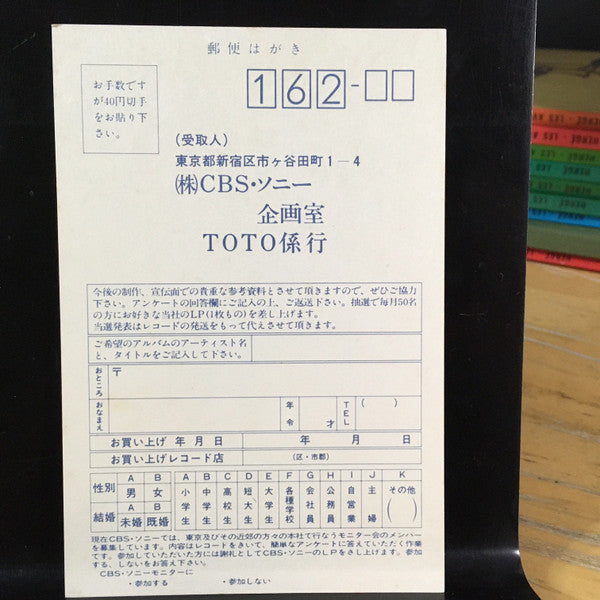 郵便はがき
お手数です
が40円切手
をお貼り下
さい。
162-□□
(受取人)
東京都新宿区市ヶ谷田町1-4
㈱CBS・ソニー
企画室
TOTO係行
今後の制作、宣伝面での貴重な参考資料とさせて頂きますので、ぜひご協力
下さい。アンケートの回答欄にご記入の上、ご返送下さい。抽選で毎月50名
の方にお好きな当社のLP(1枚もの)を差し上げます。
当選発表はレコードの発送をもって代えさせて頂きます。
ご希望のアルバムのアーティスト名
と、タイトルをご記入して下さい。
おところ 〒
おなまえ 年令 才 TEL ( )
お買い上げ 年 月 日 年 月 日
お買い上げレコード店 (区・市郡)
性別 A 男 B 女
結婚 A 未婚 B 既婚
A 小学生
B 中学生
C 高校生
D 短大生
E 大学生
F 各種学校
G 会社員
H 公務員
I 自営業
J 主婦
K その他 ( )
現在CBS・ソニーでは、東京及びその近郊の方々の本社で行なうモニター会のメンバー
を募集しています。内容はレコードをきいて、簡単なアンケートに答えていただく作業
です。参加していただいた方には謝礼としてCBS・ソニーのLPをさし上げます。参加
する、しないをお答え下さい。
CBS・ソニーモニターに
・参加する ・参加しない
HERGÉ LES AV